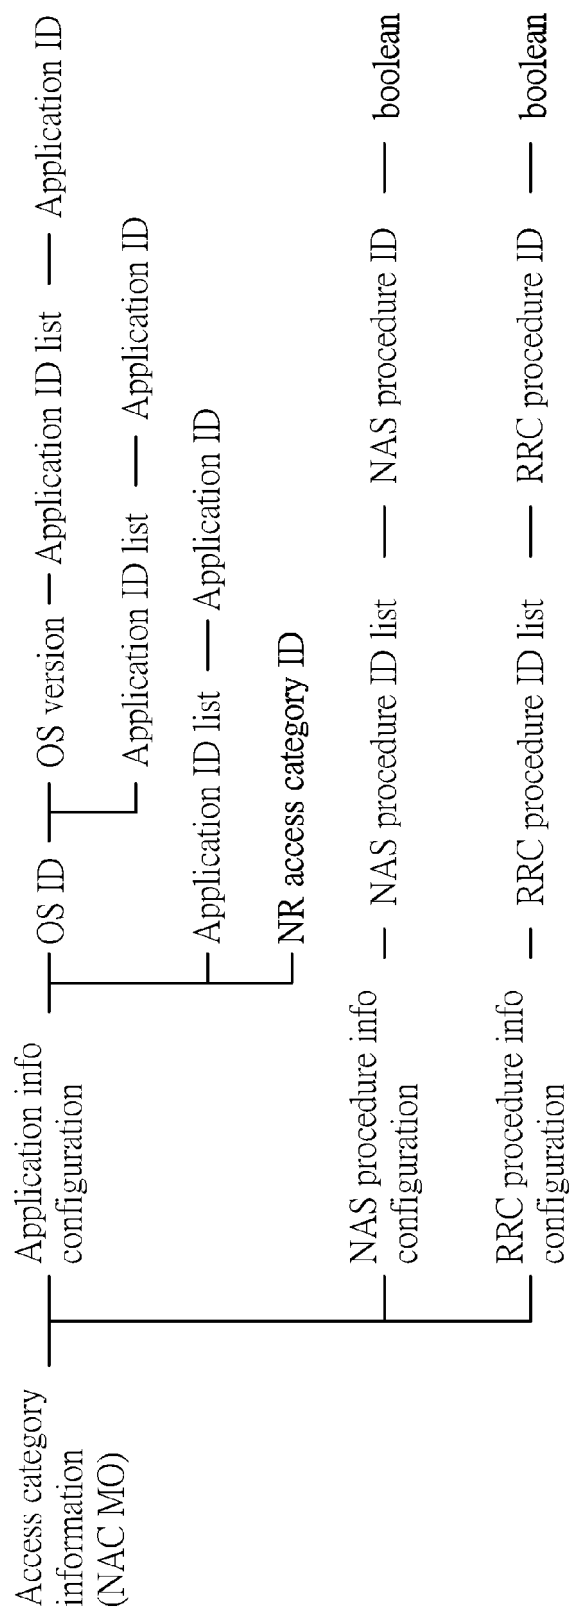 Access category
information
(NAC MO)
Application info
configuration
OS ID
OS version
Application ID list
Application ID
Application ID list
Application ID
Application ID list
Application ID
NR access category ID
NAS procedure info
configuration
NAS procedure ID list
NAS procedure ID
boolean
RRC procedure info
configuration
RRC procedure ID list
RRC procedure ID
boolean